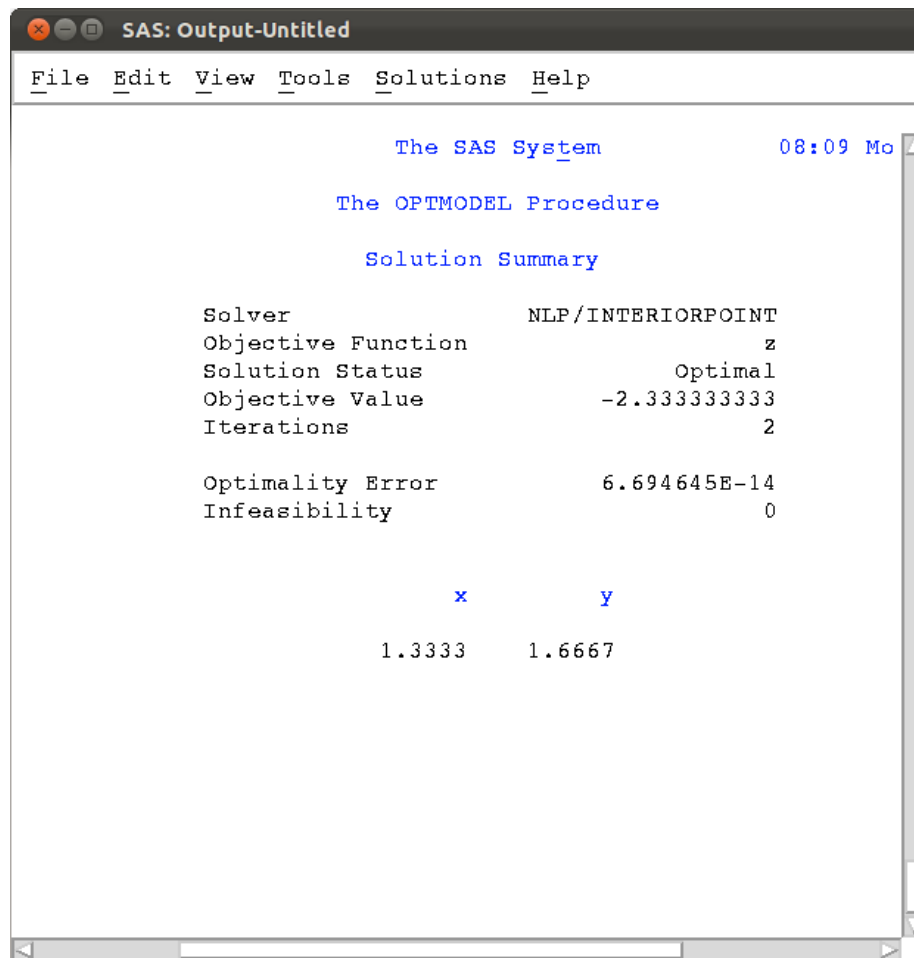 SAS: Output-Untitled
File Edit View Tools Solutions Help
The SAS System 08:09 Mo
The OPTMODEL Procedure
Solution Summary
Solver NLP/INTERIORPOINT
Objective Function z
Solution Status Optimal
Objective Value -2.333333333
Iterations 2
Optimality Error 6.694645E-14
Infeasibility 0
x y
1.3333 1.6667